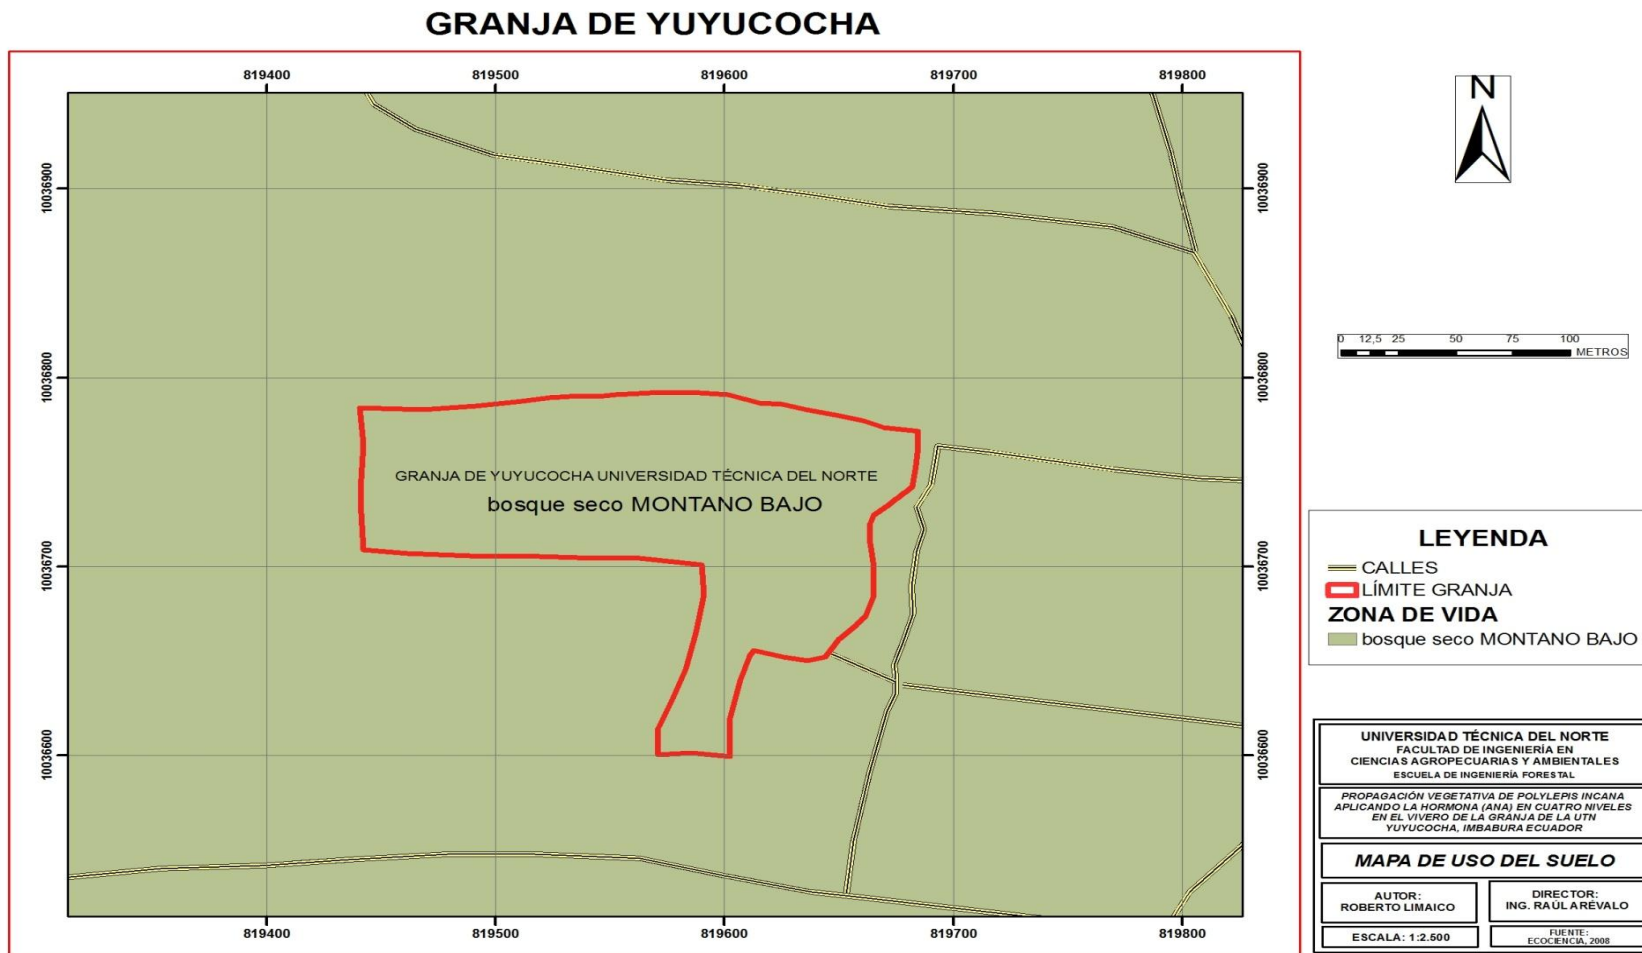 GRANJA DE YUYUCOCHA
819400 819500 819600 819700 819800
10036900 10036900
10036800 10036800
10036700 10036700
10036600 10036600
GRANJA DE YUYUCOCHA UNIVERSIDAD TÉCNICA DEL NORTE
bosque seco MONTANO BAJO
819400 819500 819600 819700 819800
N
0 12,5 25 50 75 100
METROS
LEYENDA
CALLES
LÍMITE GRANJA
ZONA DE VIDA
bosque seco MONTANO BAJO
UNIVERSIDAD TÉCNICA DEL NORTE
FACULTAD DE INGENIERÍA EN
CIENCIAS AGROPECUARIAS Y AMBIENTALES
ESCUELA DE INGENIERÍA FORESTAL
PROPAGACIÓN VEGETATIVA DE POLYLEPIS INCANA
APLICANDO LA HORMONA (ANA) EN CUATRO NIVELES
EN EL VIVERO DE LA GRANJA DE LA UTN
YUYUCOCHA, IMBABURA ECUADOR
MAPA DE USO DEL SUELO
AUTOR:
ROBERTO LIMAICO
DIRECTOR:
ING. RAÚL ARÉVALO
ESCALA: 1:2.500
FUENTE:
ECOCIENCIA, 2008